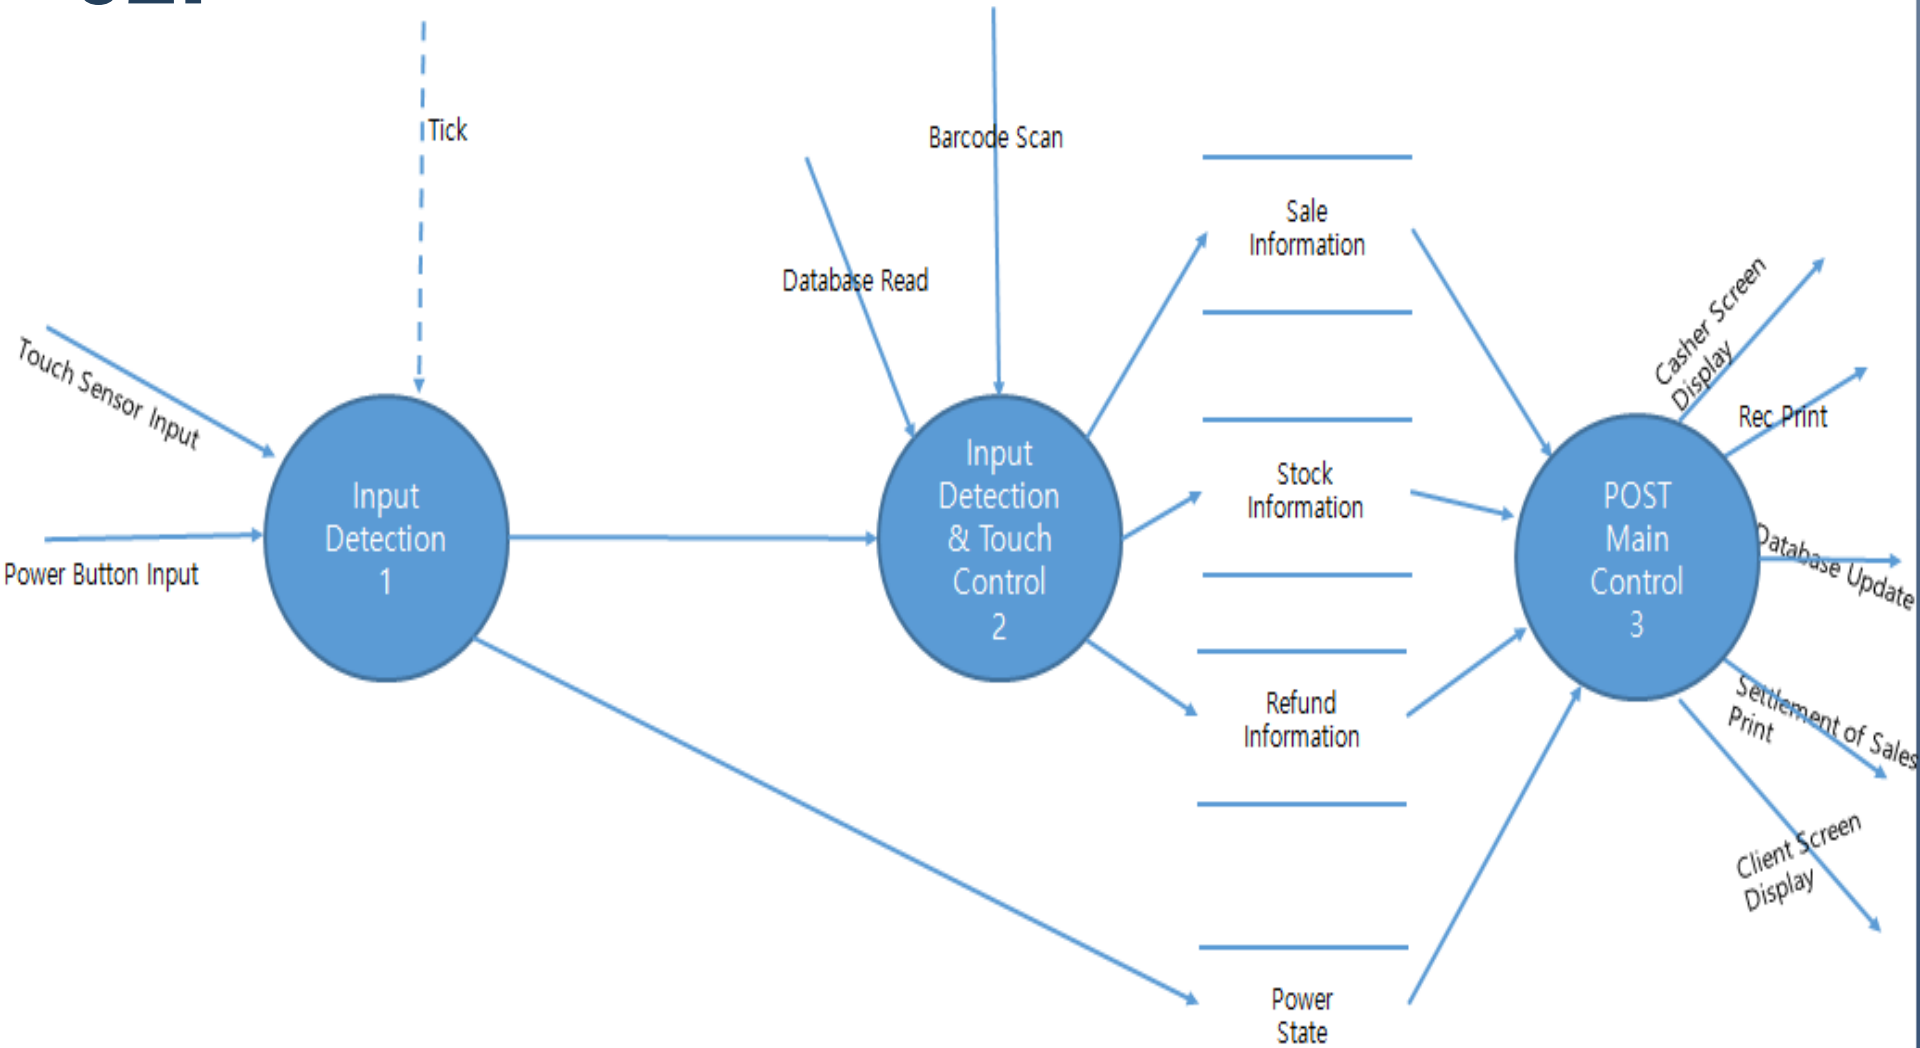 Tick
Barcode Scan
Database Read
Touch Sensor Input
Power Button Input
Input
Detection
1
Input
Detection
& Touch
Control
2
Sale
Information
Stock
Information
Refund
Information
Power
State
POST
Main
Control
3
Casher Screen
Display
Rec Print
Database Update
Settlement of Sales
Print
Client Screen
Display